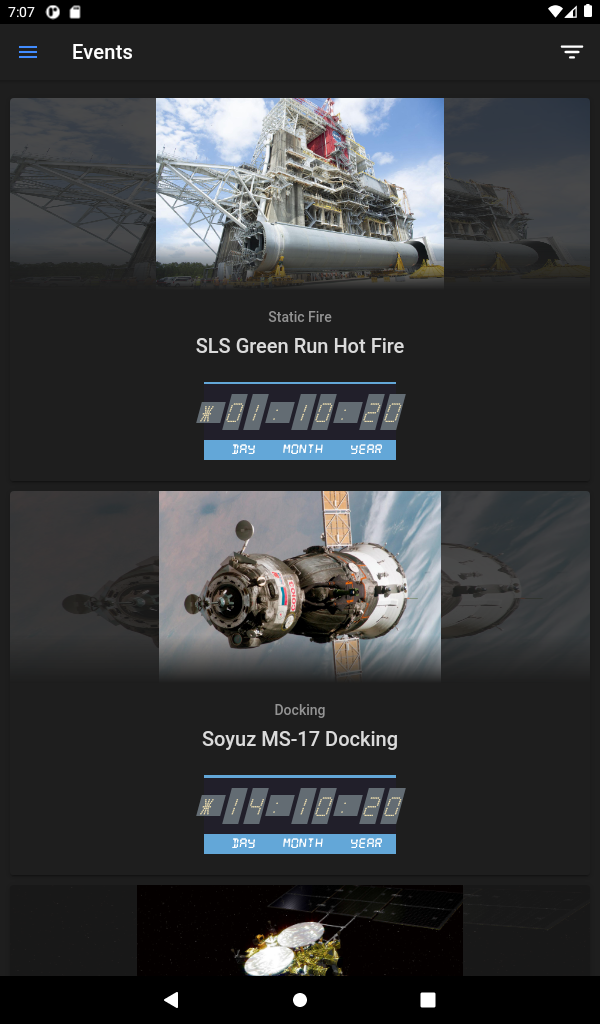 7:07
Events
Static Fire
SLS Green Run Hot Fire
* 01 : 10 : 20
DAY MONTH YEAR
Docking
Soyuz MS-17 Docking
* 14 : 10 : 20
DAY MONTH YEAR